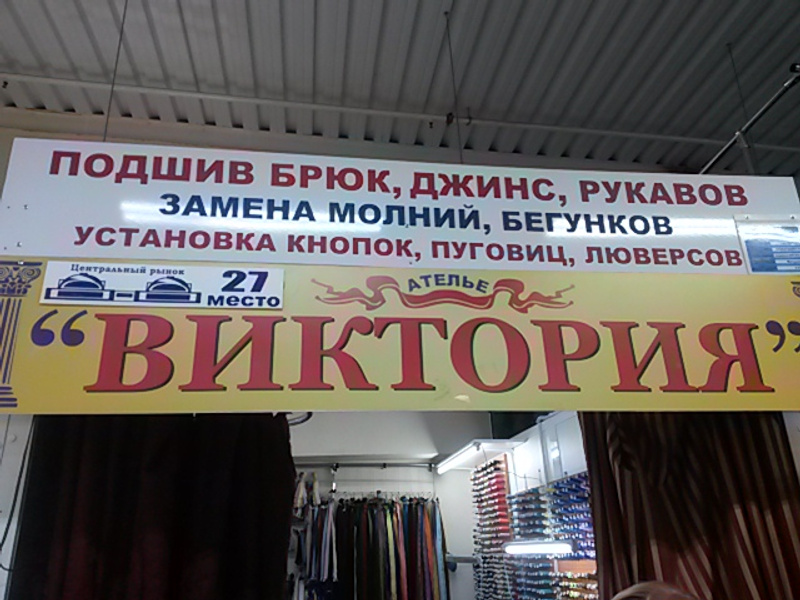 ПОДШИВ БРЮК, ДЖИНС, РУКАВОВ
ЗАМЕНА МОЛНИЙ, БЕГУНКОВ
УСТАНОВКА КНОПОК, ПУГОВИЦ, ЛЮВЕРСОВ
Центральный рынок
27
место
АТЕЛЬЕ
“ВИКТОРИЯ”